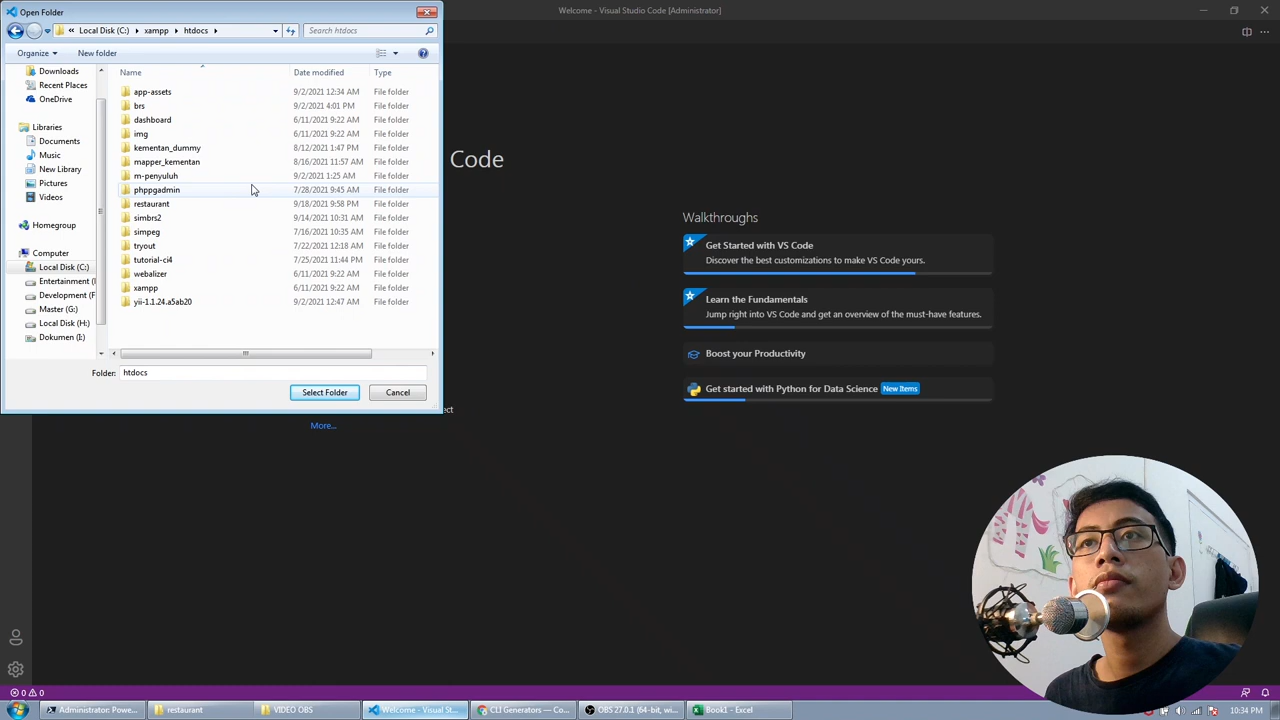 Open Folder
Welcome - Visual Studio Code [Administrator]
« Local Disk (C:) xampp htdocs
Search htdocs
Organize
New folder
Name Date modified Type
Downloads
Recent Places
OneDrive
Libraries
Documents
Music
New Library
Pictures
Videos
Homegroup
Computer
Local Disk (C:)
Entertainment (
Development (F
Master (G:)
Local Disk (H:)
Dokumen (I:)
app-assets 9/2/2021 12:34 AM File folder
brs 9/2/2021 4:01 PM File folder
dashboard 6/11/2021 9:22 AM File folder
img 6/11/2021 9:22 AM File folder
kementan_dummy 8/12/2021 1:47 PM File folder
mapper_kementan 8/16/2021 11:57 AM File folder
m-penyuluh 9/2/2021 1:25 AM File folder
phppgadmin 7/28/2021 9:45 AM File folder
restaurant 9/18/2021 9:58 PM File folder
simbrs2 9/14/2021 10:31 AM File folder
simpeg 7/16/2021 10:35 AM File folder
tryout 7/22/2021 12:18 AM File folder
tutorial-ci4 7/25/2021 11:44 PM File folder
webalizer 6/11/2021 9:22 AM File folder
xampp 6/11/2021 9:22 AM File folder
yii-1.1.24.a5ab20 9/2/2021 12:47 AM File folder
Folder: htdocs
Select Folder
Cancel
ect
More...
Code
Walkthroughs
Get Started with VS Code
Discover the best customizations to make VS Code yours.
Learn the Fundamentals
Jump right into VS Code and get an overview of the must-have features.
Boost your Productivity
Get started with Python for Data Science New Items
0 0
Administrator: Powe...
restaurant
VIDEO OBS
Welcome - Visual St...
CLI Generators — Co...
OBS 27.0.1 (64-bit, wi...
Book1 - Excel
10:34 PM